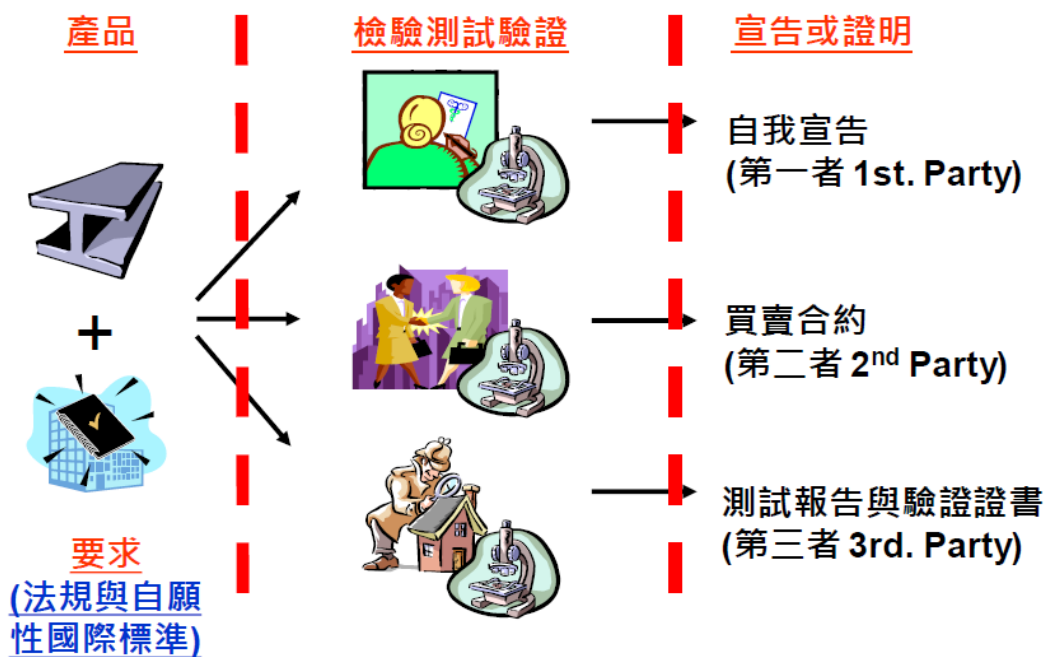 產品
檢驗測試驗證
宣告或證明
自我宣告
(第一者 1st. Party)
+
買賣合約
(第二者 2nd Party)
測試報告與驗證證書
(第三者 3rd. Party)
要求
(法規與自願
性國際標準)